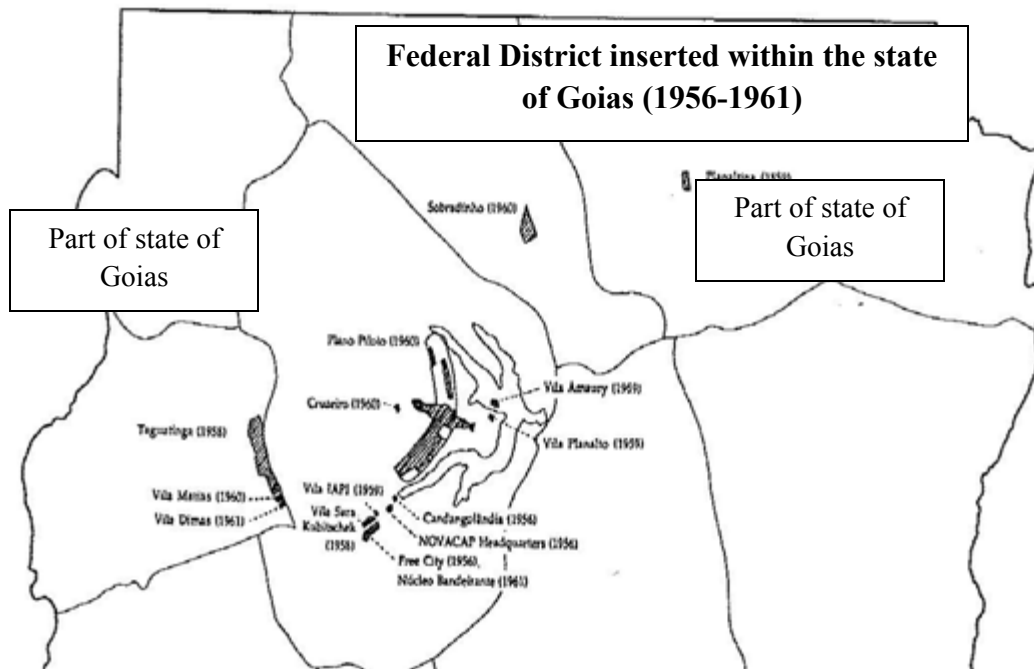 Federal District inserted within the state
of Goias (1956-1961)
Sobradinho (1960)
Part of state of
Goias
Part of state of
Goias
Plano Piloto (1960)
Cruzeiro (1960)
Vila Amaury (1959)
Vila Planalto (1959)
Taguatinga (1958)
Vila Matias (1960)
Vila Dimas (1961)
Vila IAPI (1959)
Vila Sara
Kubitschek
(1958)
Candangolândia (1956)
NOVACAP Headquarters (1956)
Free City (1956),
Núcleo Bandeirante (1961)